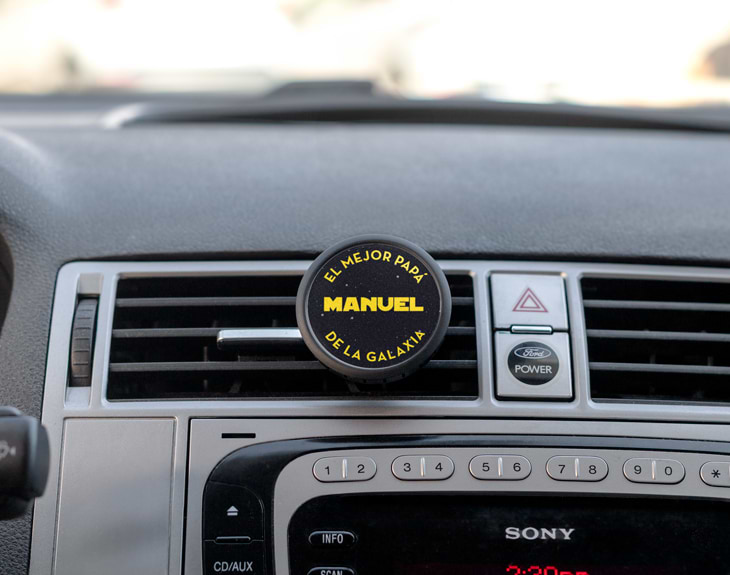 EL MEJOR PAPÁ
MANUEL
DE LA GALAXIA
Ford
POWER
1 2
3 4
5 6
7 8
9 0
*
SONY
INFO
CD/AUX
SCAN